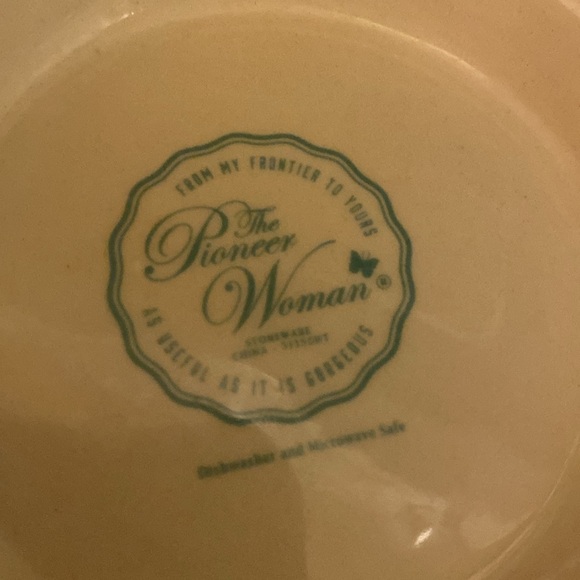 FROM MY FRONTIER TO YOURS
The
Pioneer
Woman®
STONEWARE
CHINA
AS USEFUL AS IT IS GORGEOUS
Dishwasher and Microwave Safe